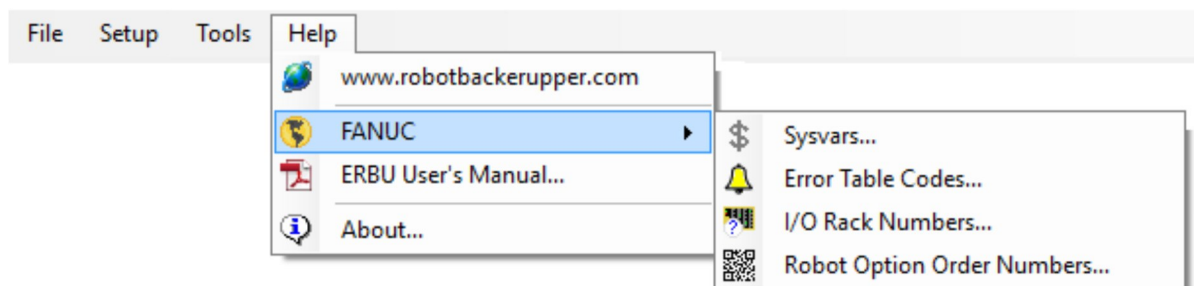 File Setup Tools Help
www.robotbackerupper.com
FANUC
ERBU User's Manual...
About...
Sysvars...
Error Table Codes...
I/O Rack Numbers...
Robot Option Order Numbers...